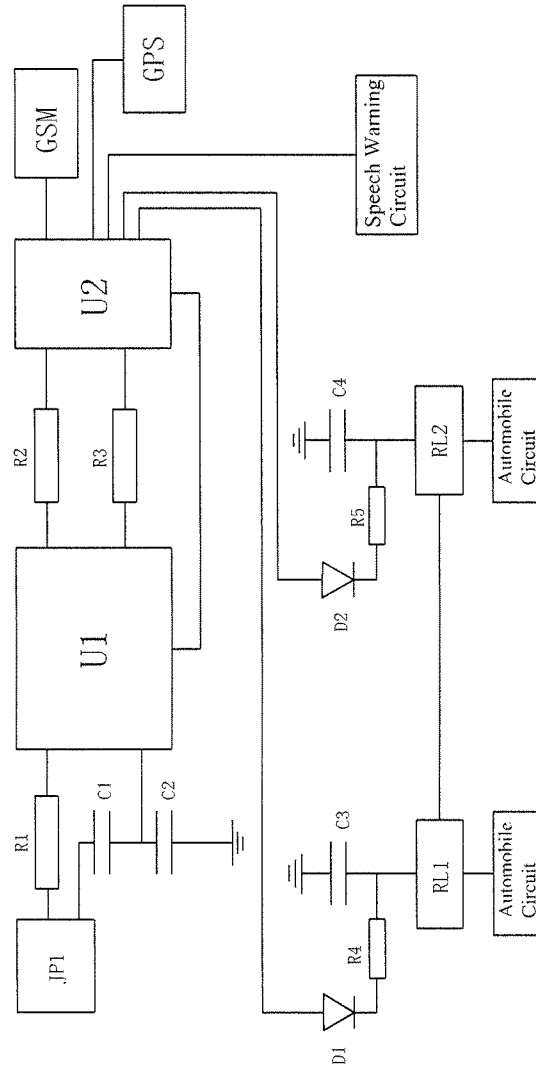 JP1
R1
C1
C2
U1
R2
R3
U2
GSM
GPS
Speech Warning
Circuit
D1
R4
C3
RL1
Automobile
Circuit
D2
R5
C4
RL2
Automobile
Circuit